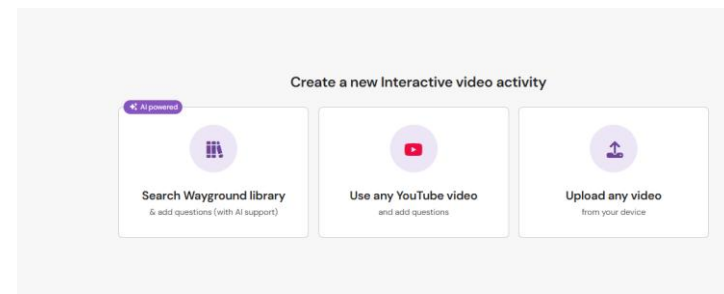 Create a new Interactive video activity
AI powered
Search Wayground library
& add questions (with AI support)
Use any YouTube video
and add questions
Upload any video
from your device